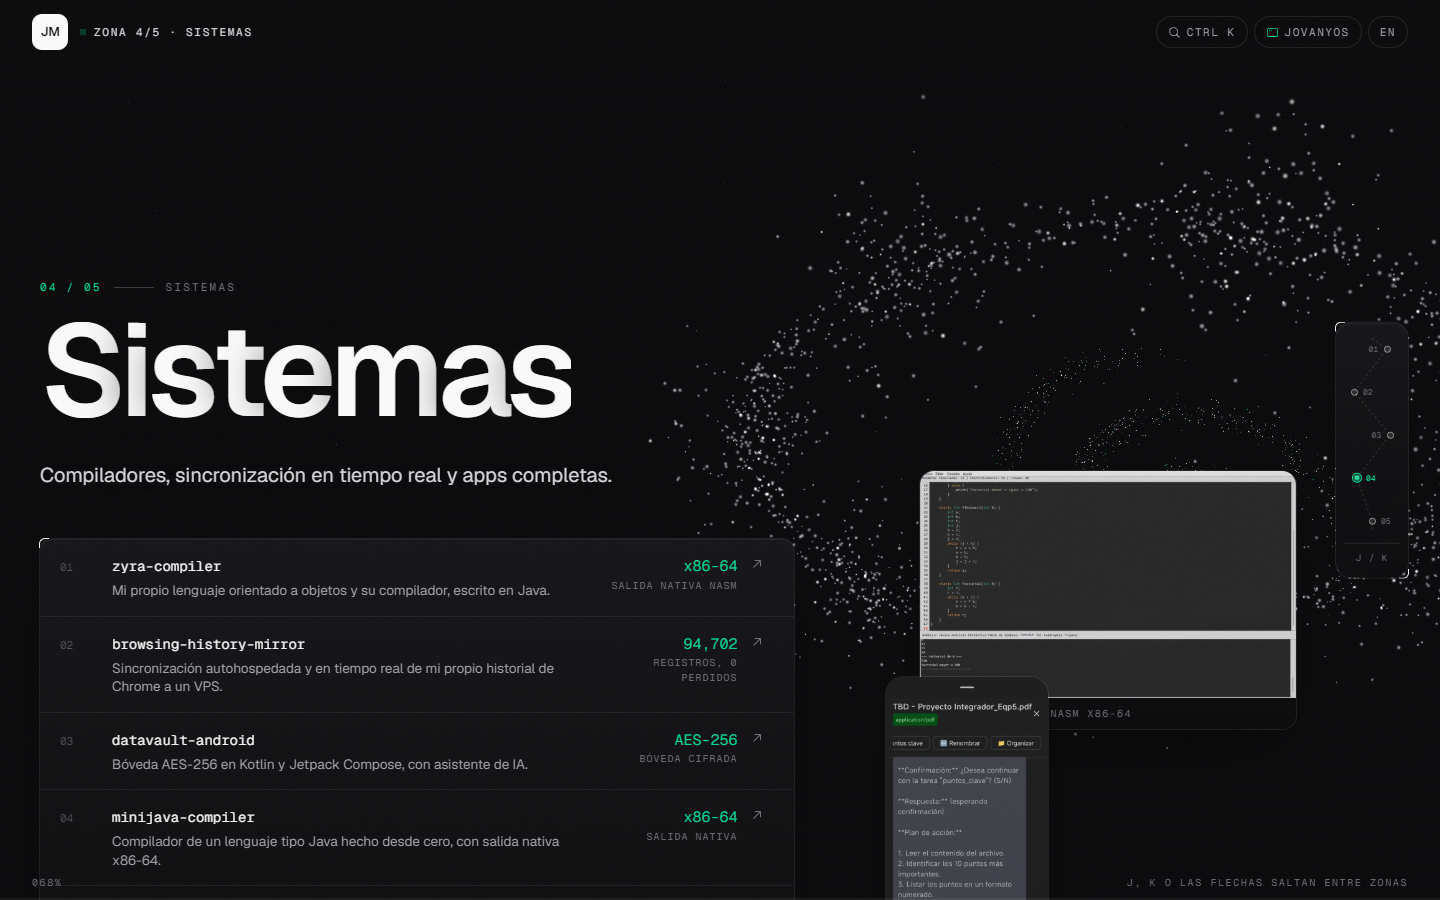 JM
ZONA 4/5 · SISTEMAS
CTRL K
JOVANYOS
EN
04 / 05
SISTEMAS
Sistemas
Compiladores, sincronización en tiempo real y apps completas.
01
zyra-compiler
Mi propio lenguaje orientado a objetos y su compilador, escrito en Java.
x86-64
SALIDA NATIVA NASM
02
browsing-history-mirror
Sincronización autohospedada y en tiempo real de mi propio historial de
Chrome a un VPS.
94,702
REGISTROS, 0
PERDIDOS
03
datavault-android
Bóveda AES-256 en Kotlin y Jetpack Compose, con asistente de IA.
AES-256
BÓVEDA CIFRADA
04
minijava-compiler
Compilador de un lenguaje tipo Java hecho desde cero, con salida nativa
x86-64.
x86-64
SALIDA NATIVA
NASM X86-64
TBD - Proyecto Integrador_Eqp5.pdf
application/pdf
ntos clave
Renombrar
Organizar
**Confirmación:** ¿Desea continuar
con la tarea "puntos_clave"? (S/N)
**Respuesta:** (esperando
confirmación)
**Plan de acción:**
1. Leer el contenido del archivo.
2. Identificar los 10 puntos más
importantes.
3. Listar los puntos en un formato
numerado.
01
02
03
04
05
J / K
068%
J, K O LAS FLECHAS SALTAN ENTRE ZONAS